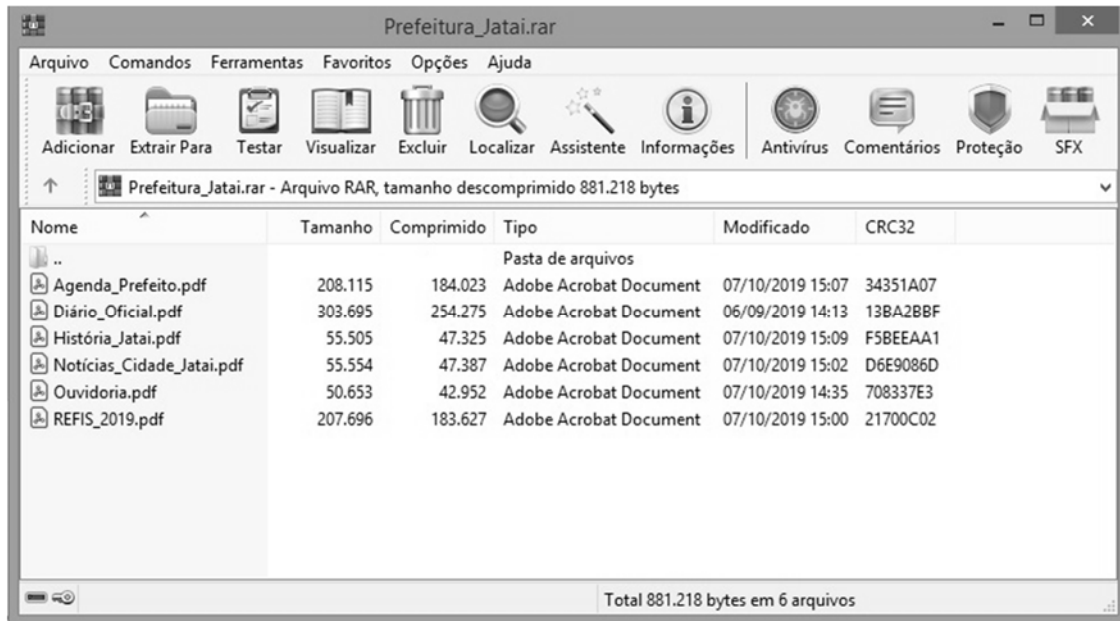 Prefeitura_Jatai.rar
Arquivo Comandos Ferramentas Favoritos Opções Ajuda
Adicionar Extrair Para Testar Visualizar Excluir Localizar Assistente Informações Antivírus Comentários Proteção SFX
Prefeitura_Jatai.rar - Arquivo RAR, tamanho descomprimido 881.218 bytes
Nome Tamanho Comprimido Tipo Modificado CRC32
.. Pasta de arquivos
Agenda_Prefeito.pdf 208.115 184.023 Adobe Acrobat Document 07/10/2019 15:07 34351A07
Diário_Oficial.pdf 303.695 254.275 Adobe Acrobat Document 06/09/2019 14:13 13BA2BBF
História_Jatai.pdf 55.505 47.325 Adobe Acrobat Document 07/10/2019 15:09 F5BEEAA1
Notícias_Cidade_Jatai.pdf 55.554 47.387 Adobe Acrobat Document 07/10/2019 15:02 D6E9086D
Ouvidoria.pdf 50.653 42.952 Adobe Acrobat Document 07/10/2019 14:35 708337E3
REFIS_2019.pdf 207.696 183.627 Adobe Acrobat Document 07/10/2019 15:00 21700C02
Total 881.218 bytes em 6 arquivos